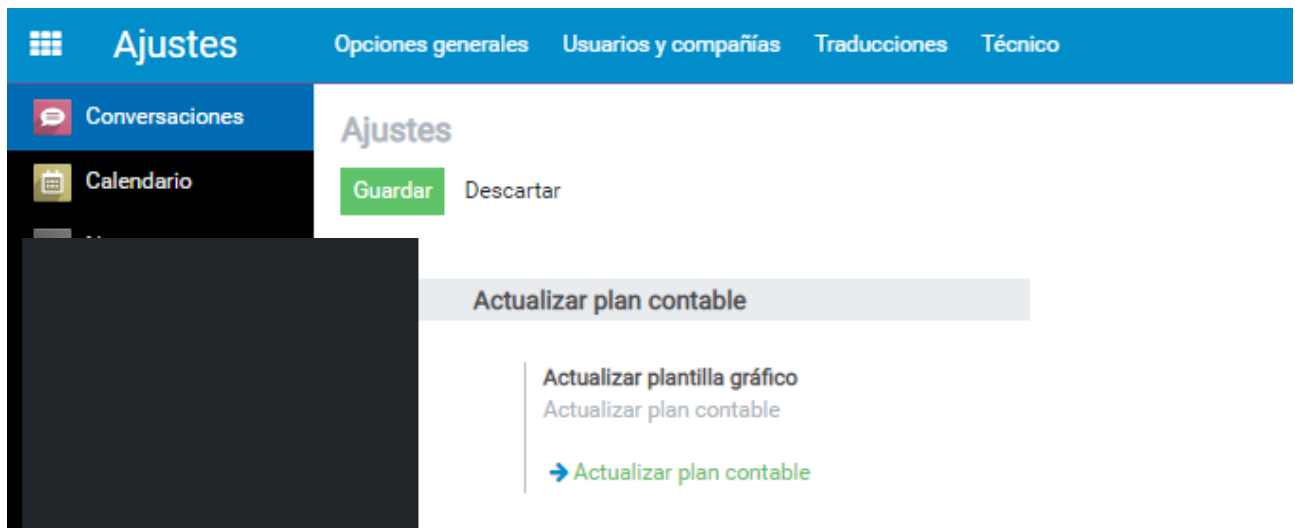 Ajustes Opciones generales Usuarios y compañías Traducciones Técnico
Conversaciones
Calendario
Ajustes
Guardar Descartar
Actualizar plan contable
Actualizar plantilla gráfico
Actualizar plan contable
Actualizar plan contable